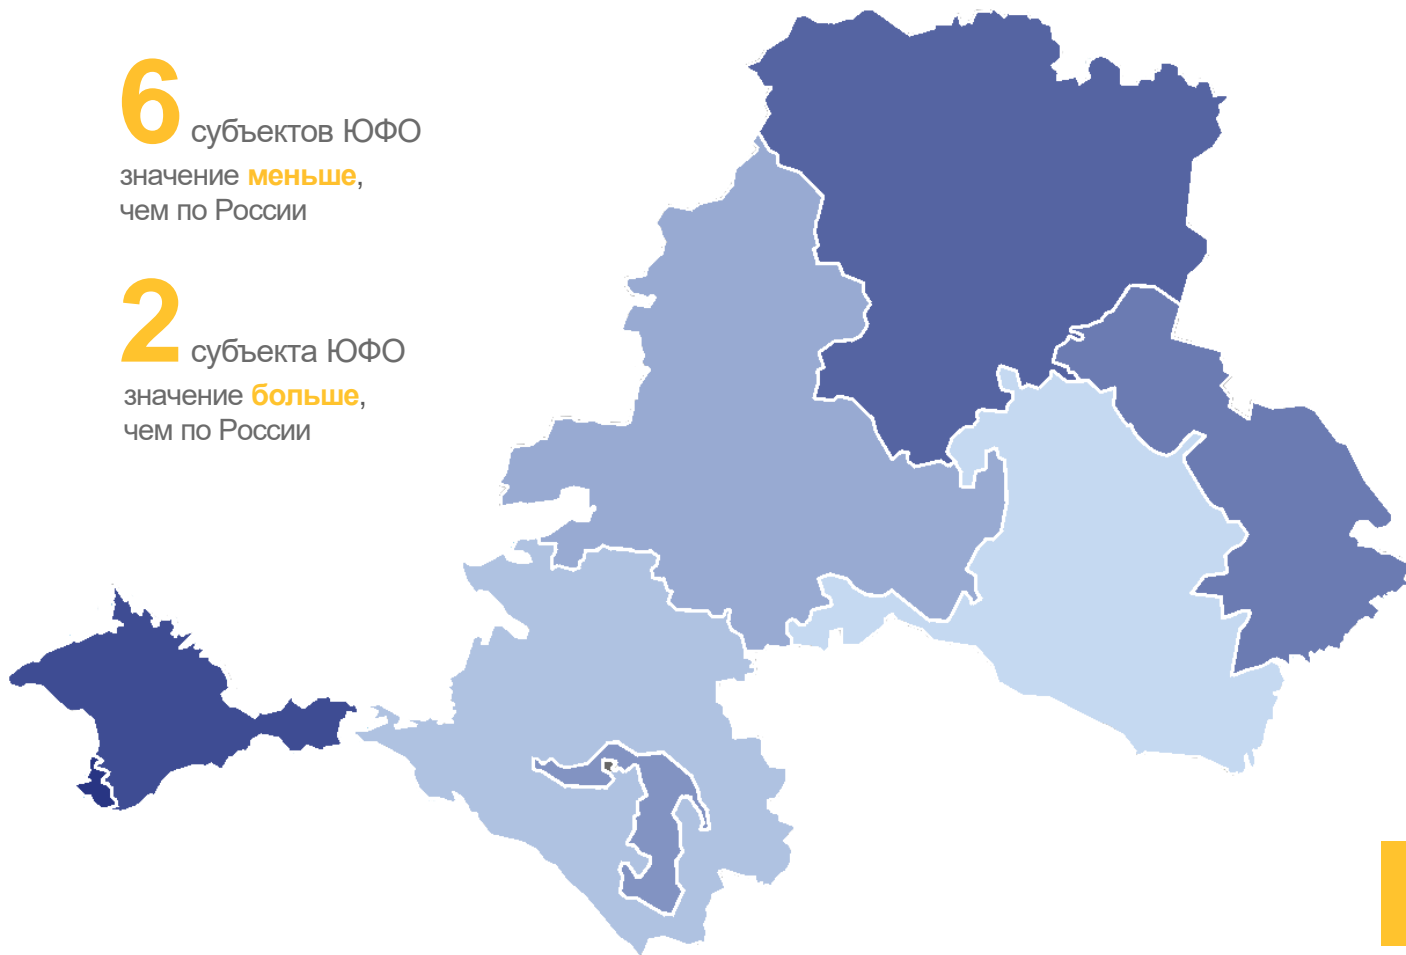 6 субъектов ЮФО
значение меньше,
чем по России
2 субъекта ЮФО
значение больше,
чем по России